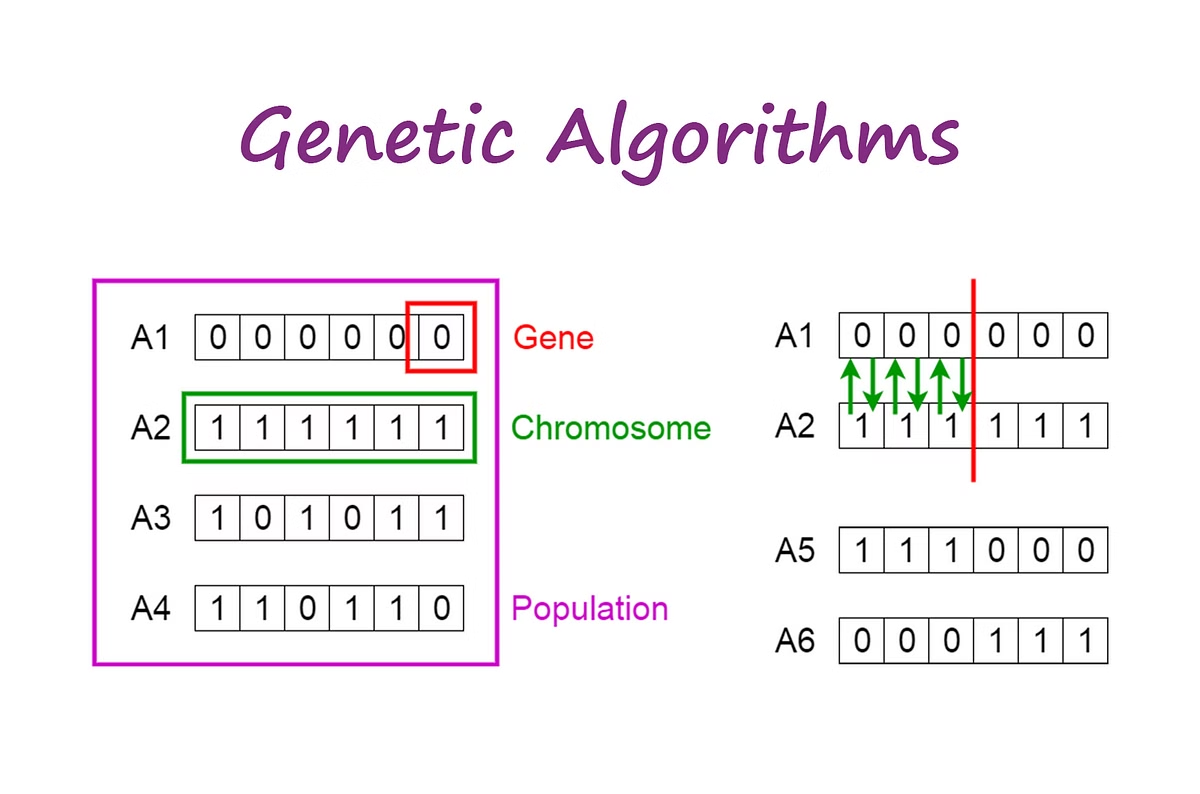 Genetic Algorithms
A1 0 0 0 0 0 0 Gene
A2 1 1 1 1 1 1 Chromosome
A3 1 0 1 0 1 1
A4 1 1 0 1 1 0 Population
A1 0 0 0 0 0 0
A2 1 1 1 1 1 1
A5 1 1 1 0 0 0
A6 0 0 0 1 1 1